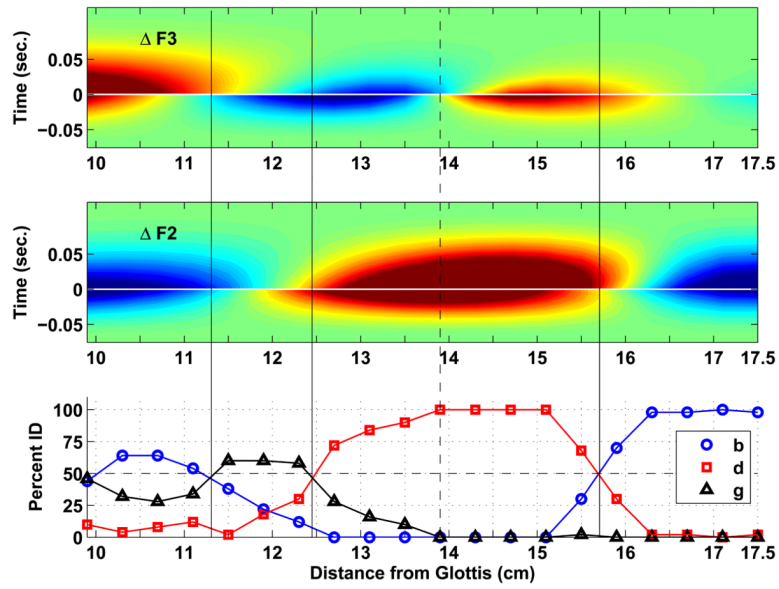 Δ F3
Time (sec.)
0.05
0
−0.05
10 11 12 13 14 15 16 17 17.5
Δ F2
Time (sec.)
0.05
0
−0.05
10 11 12 13 14 15 16 17 17.5
Percent ID
100
75
50
25
0
b
d
g
10 11 12 13 14 15 16 17 17.5
Distance from Glottis (cm)